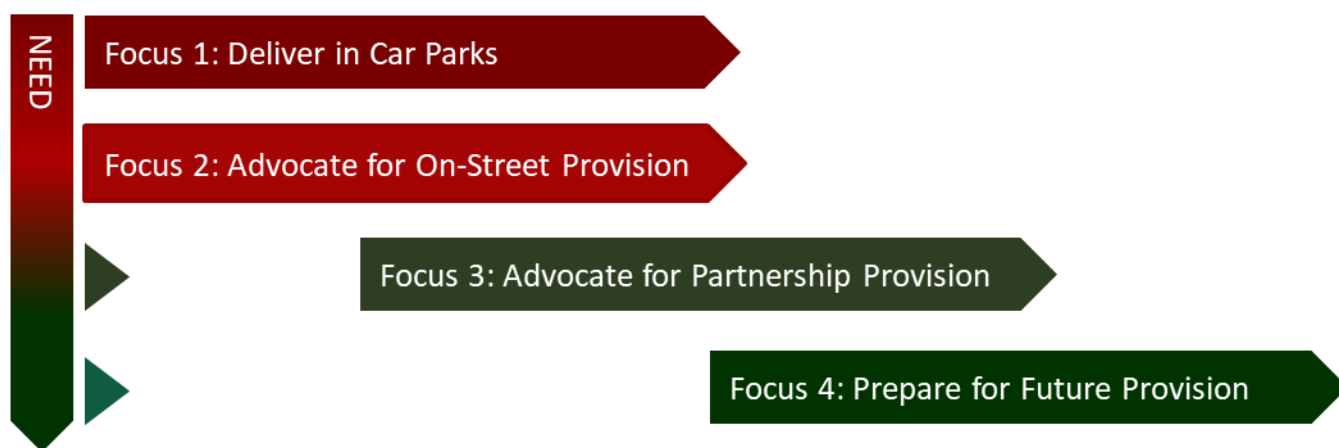 NEED
Focus 1: Deliver in Car Parks
Focus 2: Advocate for On-Street Provision
Focus 3: Advocate for Partnership Provision
Focus 4: Prepare for Future Provision